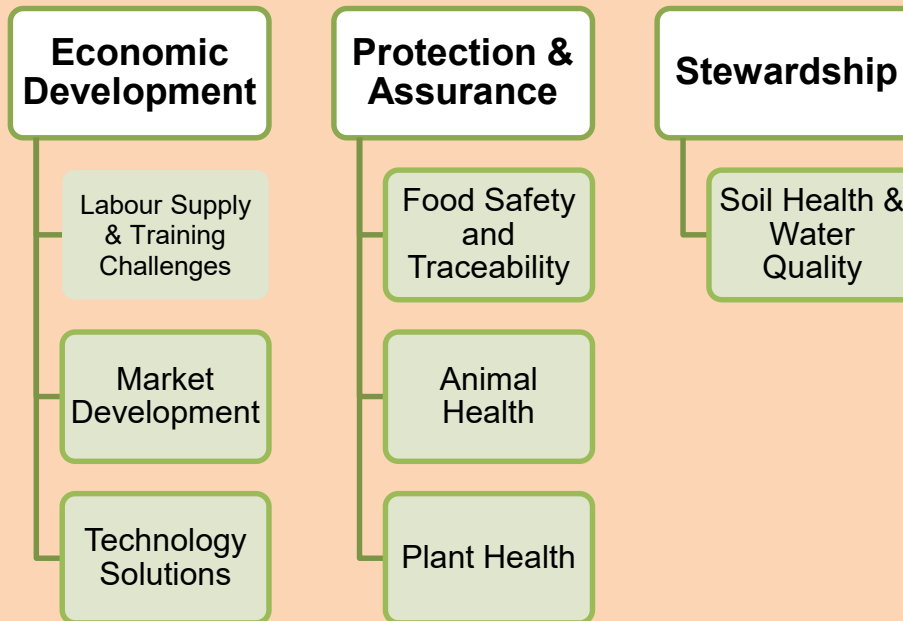 Economic
Development
Labour Supply
& Training
Challenges
Market
Development
Technology
Solutions
Protection &
Assurance
Food Safety
and
Traceability
Animal
Health
Plant Health
Stewardship
Soil Health &
Water
Quality